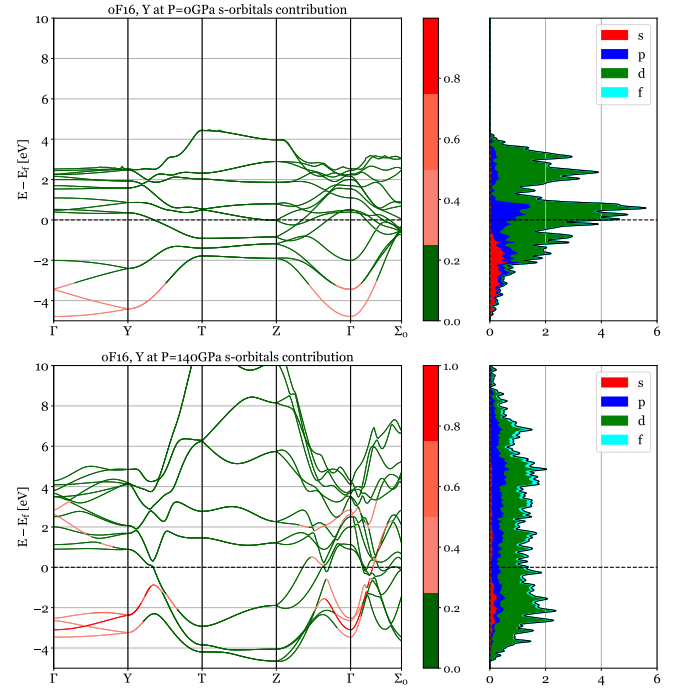 oF16, Y at P=0GPa s-orbitals contribution
E − E_f [eV]
10
8
6
4
2
0
−2
−4
Γ Y T Z Γ Σ₀
0.8
0.6
0.4
0.2
0.0
s
p
d
f
0 2 4 6
oF16, Y at P=140GPa s-orbitals contribution
E − E_f [eV]
10
8
6
4
2
0
−2
−4
Γ Y T Z Γ Σ₀
1.0
0.8
0.6
0.4
0.2
0.0
s
p
d
f
0 2 4 6